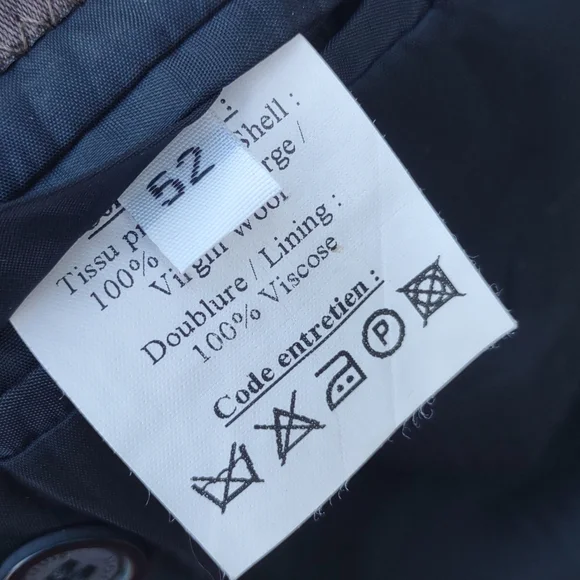 52
Shell :
Tissu
100%
Virgin Wool
Doublure / Lining :
100% Viscose
Code entretien :
P